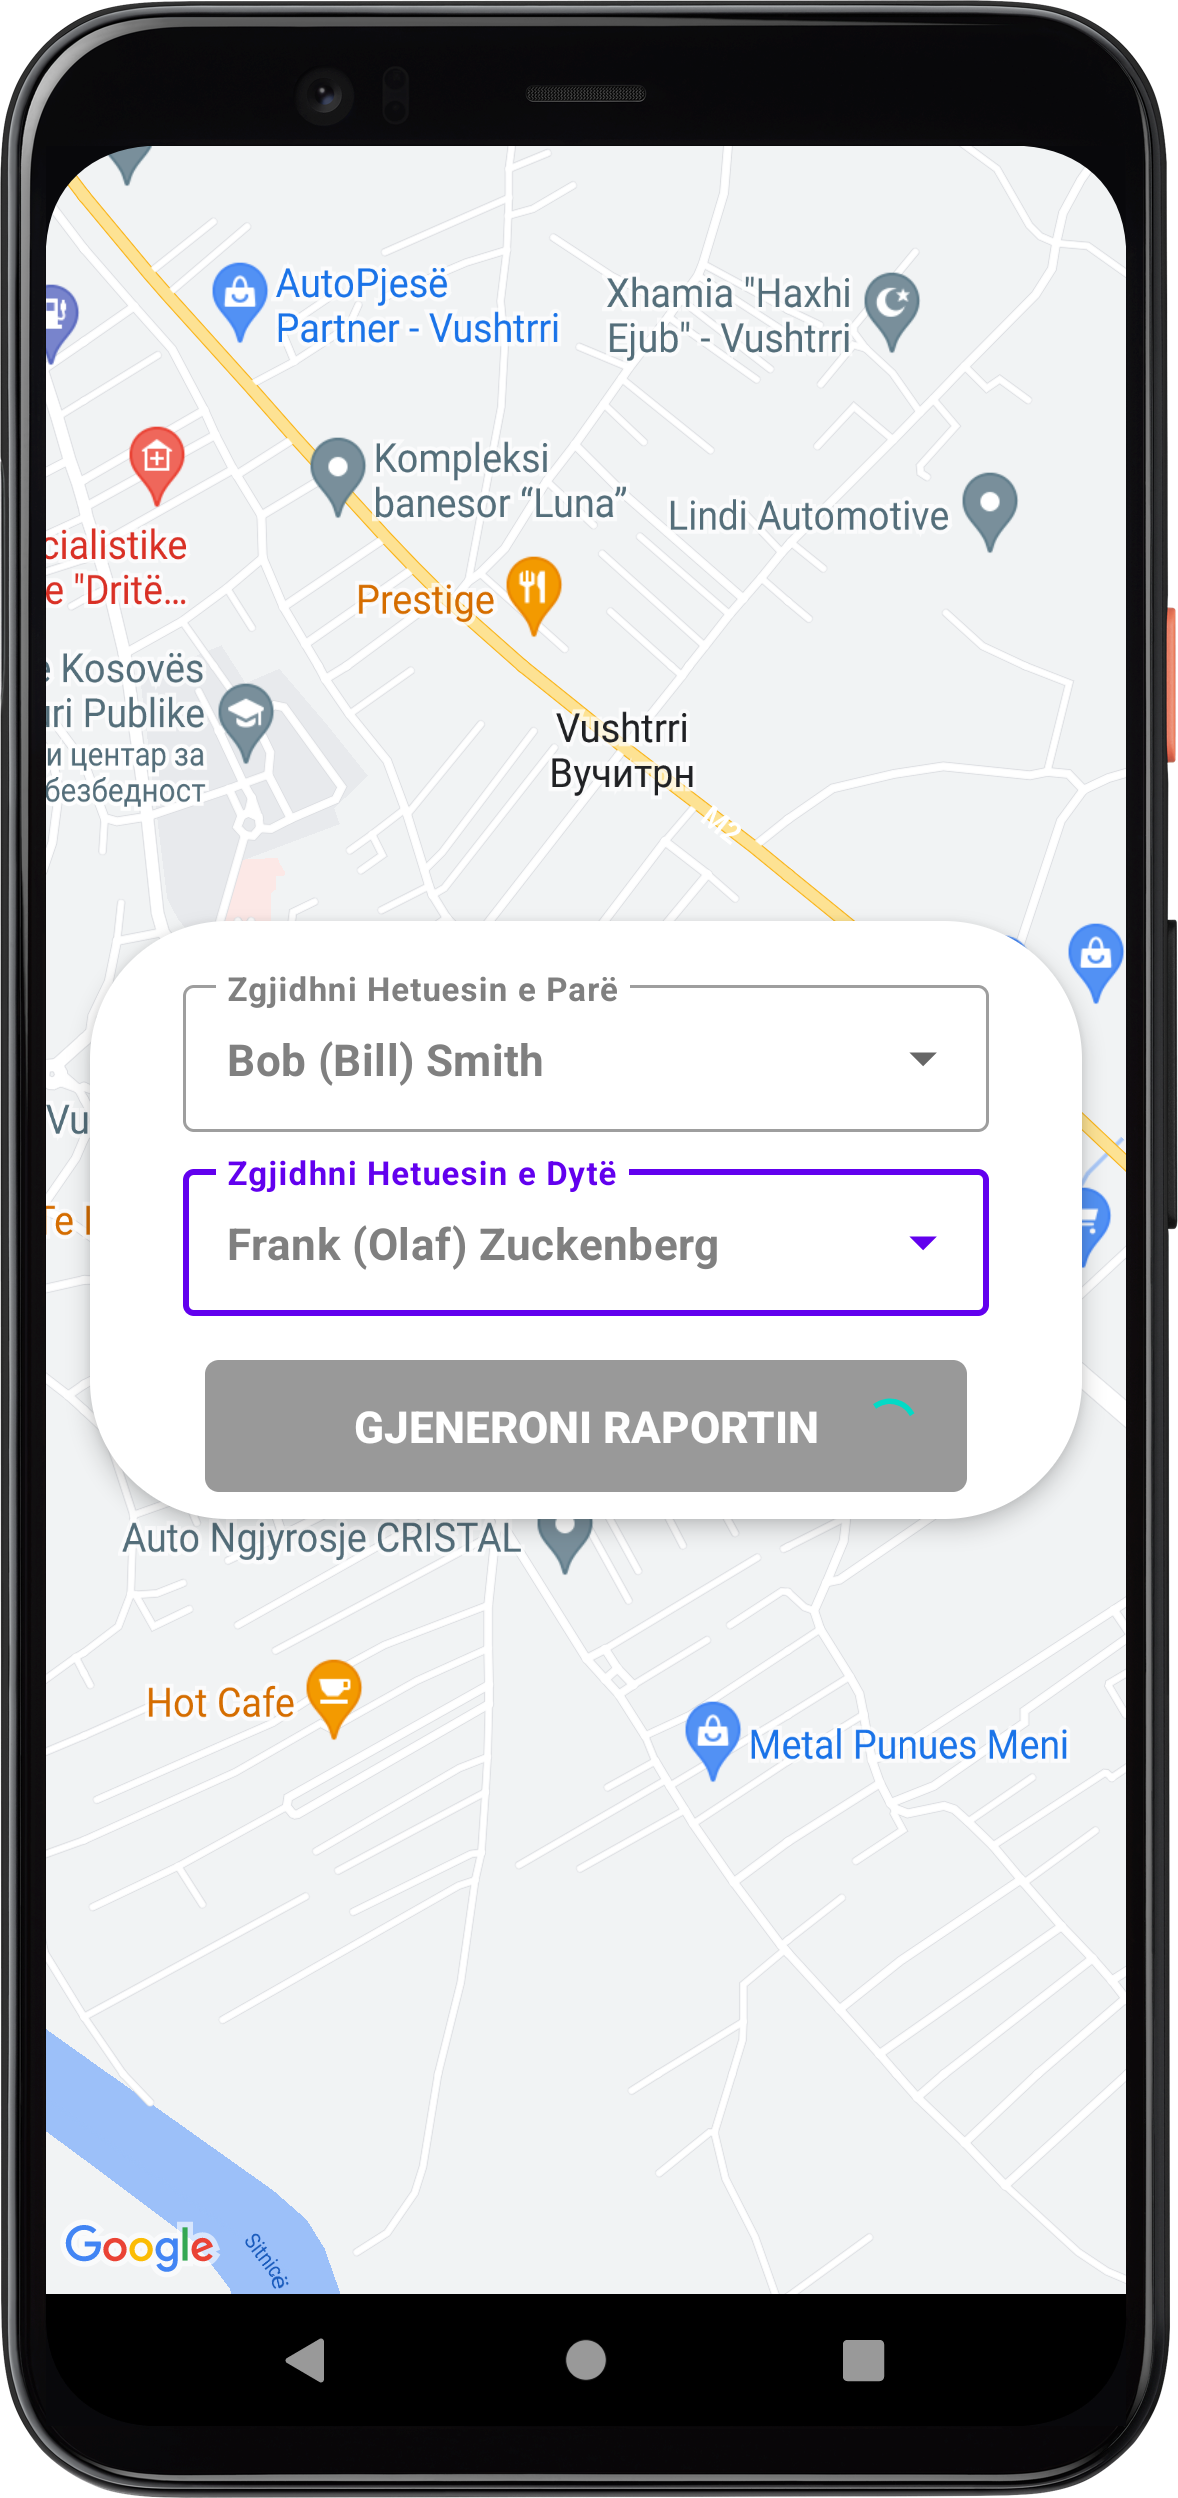 AutoPjesë
Partner - Vushtrri
Xhamia "Haxhi
Ejub" - Vushtrri
Kompleksi
banesor “Luna”
Lindi Automotive
cialistike
e "Dritë...
Prestige
e Kosovës
uri Publike
и центар за
безбедност
Vushtrri
Вучитрн
M2
Zgjidhni Hetuesin e Parë
Bob (Bill) Smith
Vu
Zgjidhni Hetuesin e Dytë
Te
Frank (Olaf) Zuckenberg
GJENERONI RAPORTIN
Auto Ngjyrosje CRISTAL
Hot Cafe
Metal Punues Meni
Google
Sitnicë